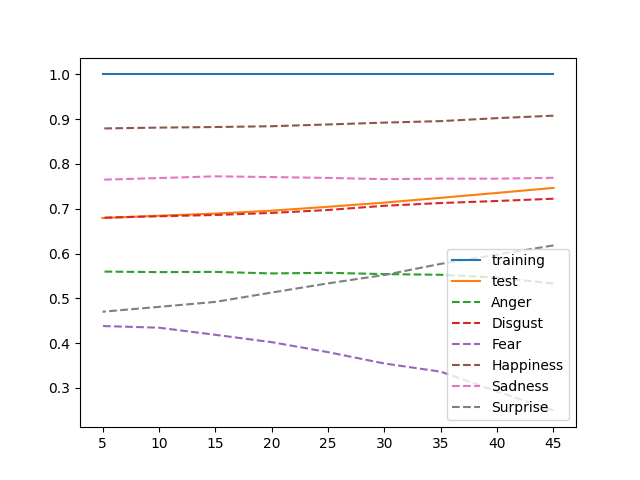 1.0
0.9
0.8
0.7
0.6
0.5
0.4
0.3
training
test
Anger
Disgust
Fear
Happiness
Sadness
Surprise
5 10 15 20 25 30 35 40 45